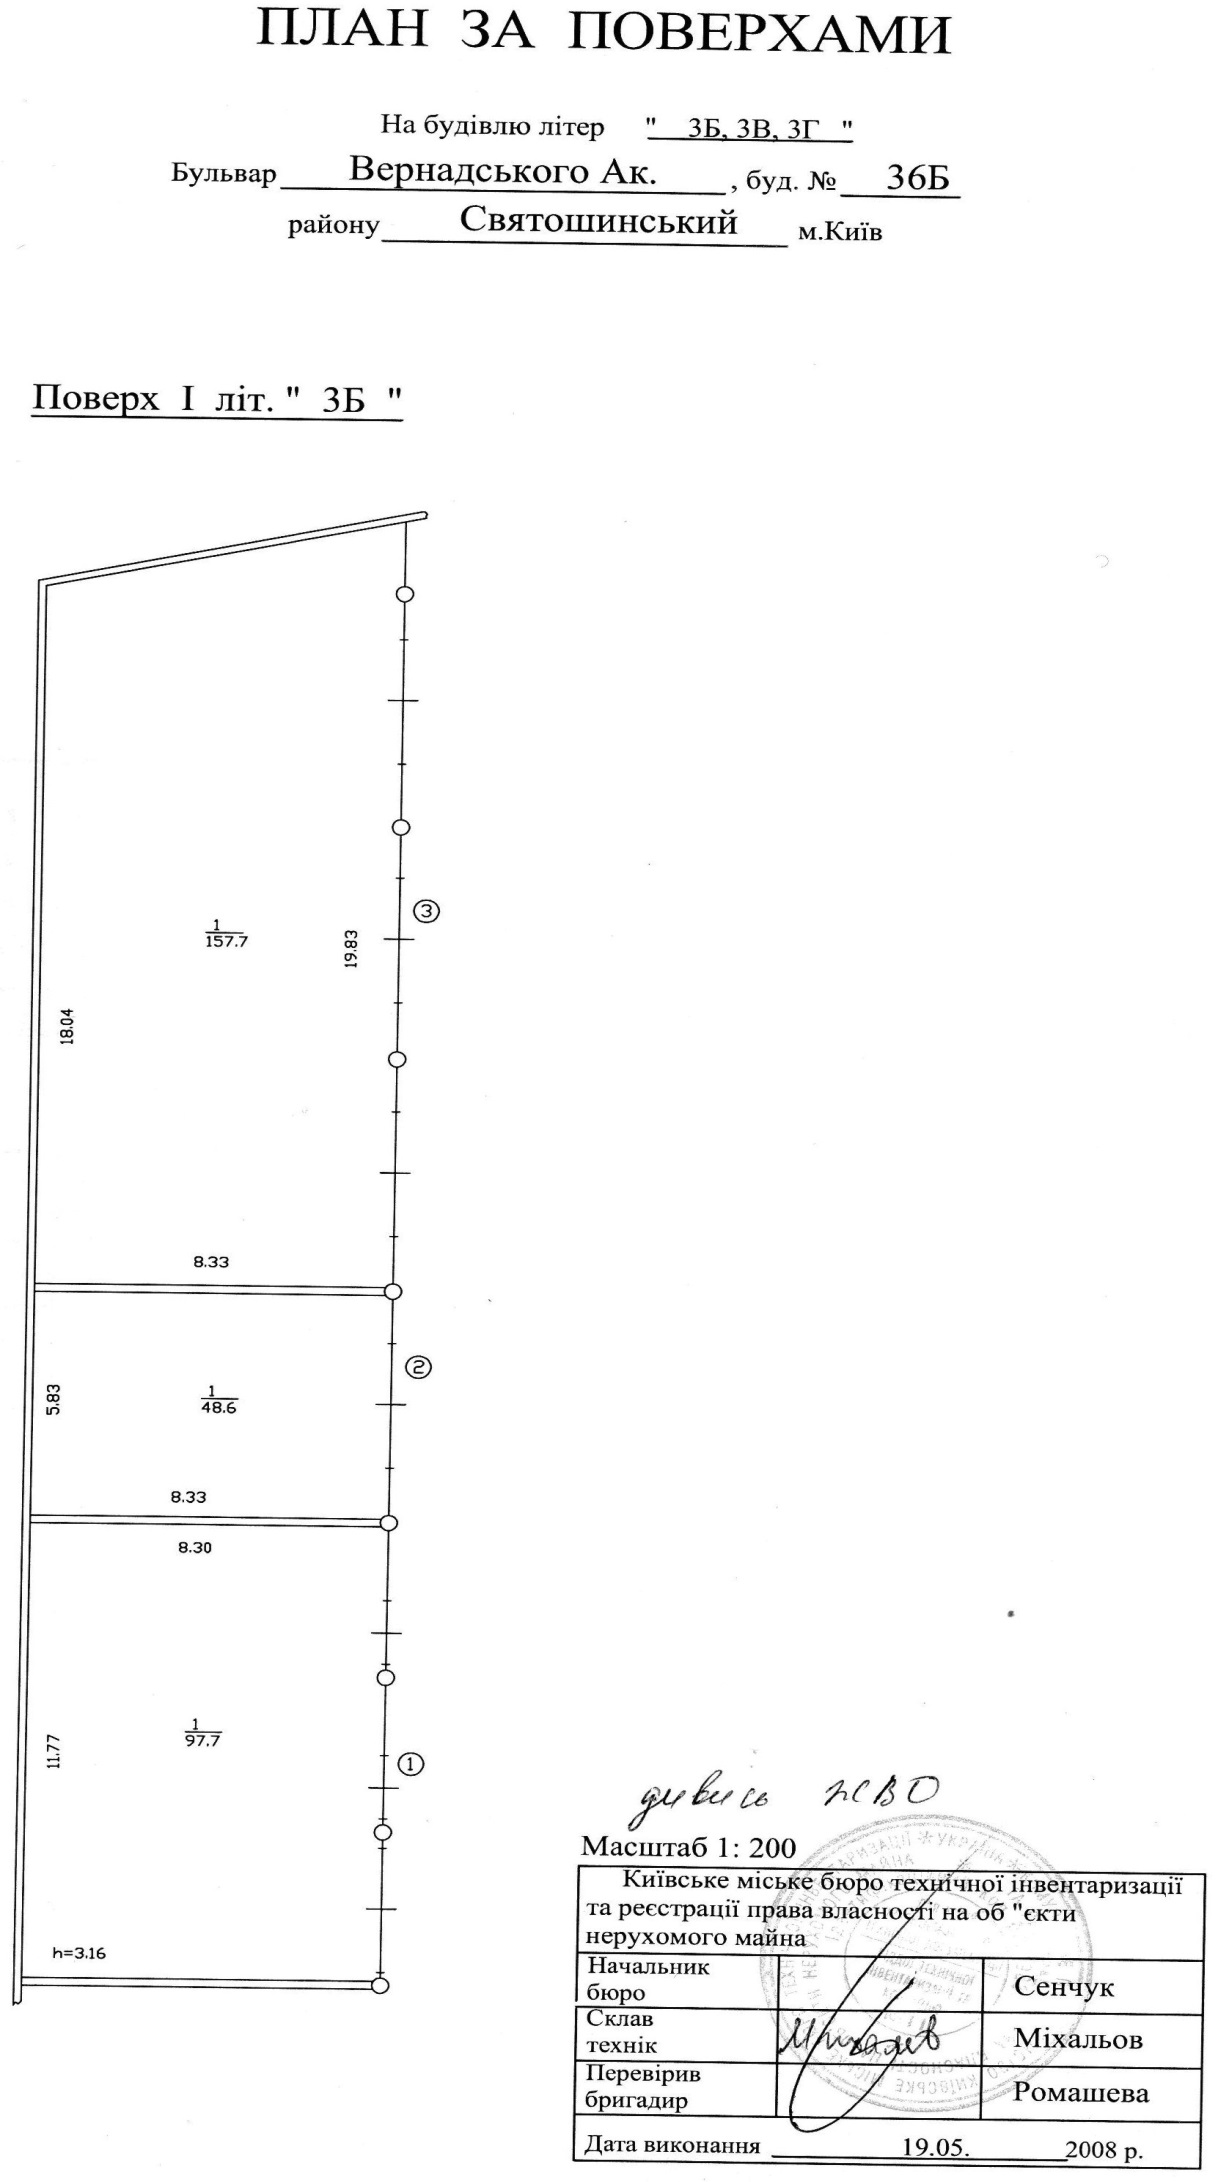 ПЛАН ЗА ПОВЕРХАМИ
На будівлю літер " 3Б, 3В, 3Г "
Бульвар Вернадського Ак. , буд. № 36Б
району Святошинський м.Київ
Поверх І літ. " 3Б "
1
157.7
19.83
3
18.04
8.33
5.83
1
48.6
2
8.33
8.30
11.77
1
97.7
1
h=3.16
дивись
Масштаб 1: 200
Київське міське бюро технічної інвентаризації
та реєстрації права власності на об "єкти
нерухомого майна
Начальник
бюро
Сенчук
Склав
технік
Міхальов
Перевірив
бригадир
Ромашева
Дата виконання 19.05. 2008 р.